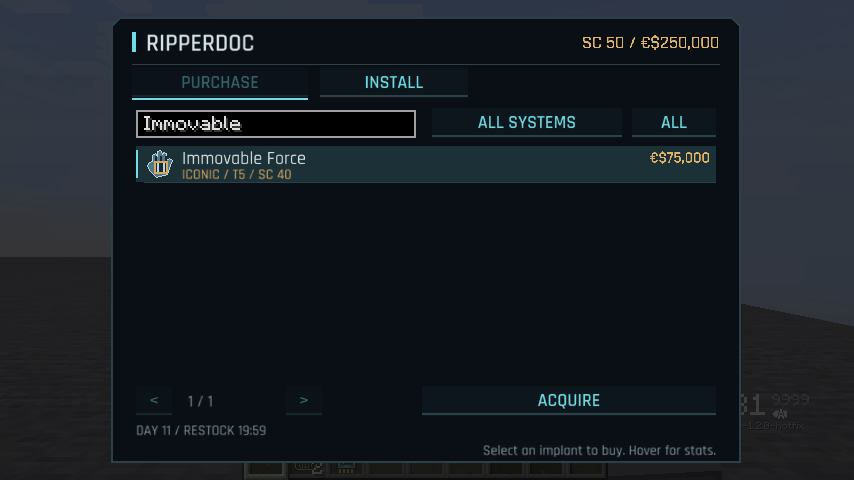 RIPPERDOC
SC 50 / €$250,000
PURCHASE
INSTALL
Immovable
ALL SYSTEMS
ALL
Immovable Force
€$75,000
ICONIC / T5 / SC 40
<
1 / 1
>
ACQUIRE
DAY 11 / RESTOCK 19:59
Select an implant to buy. Hover for stats.
9999